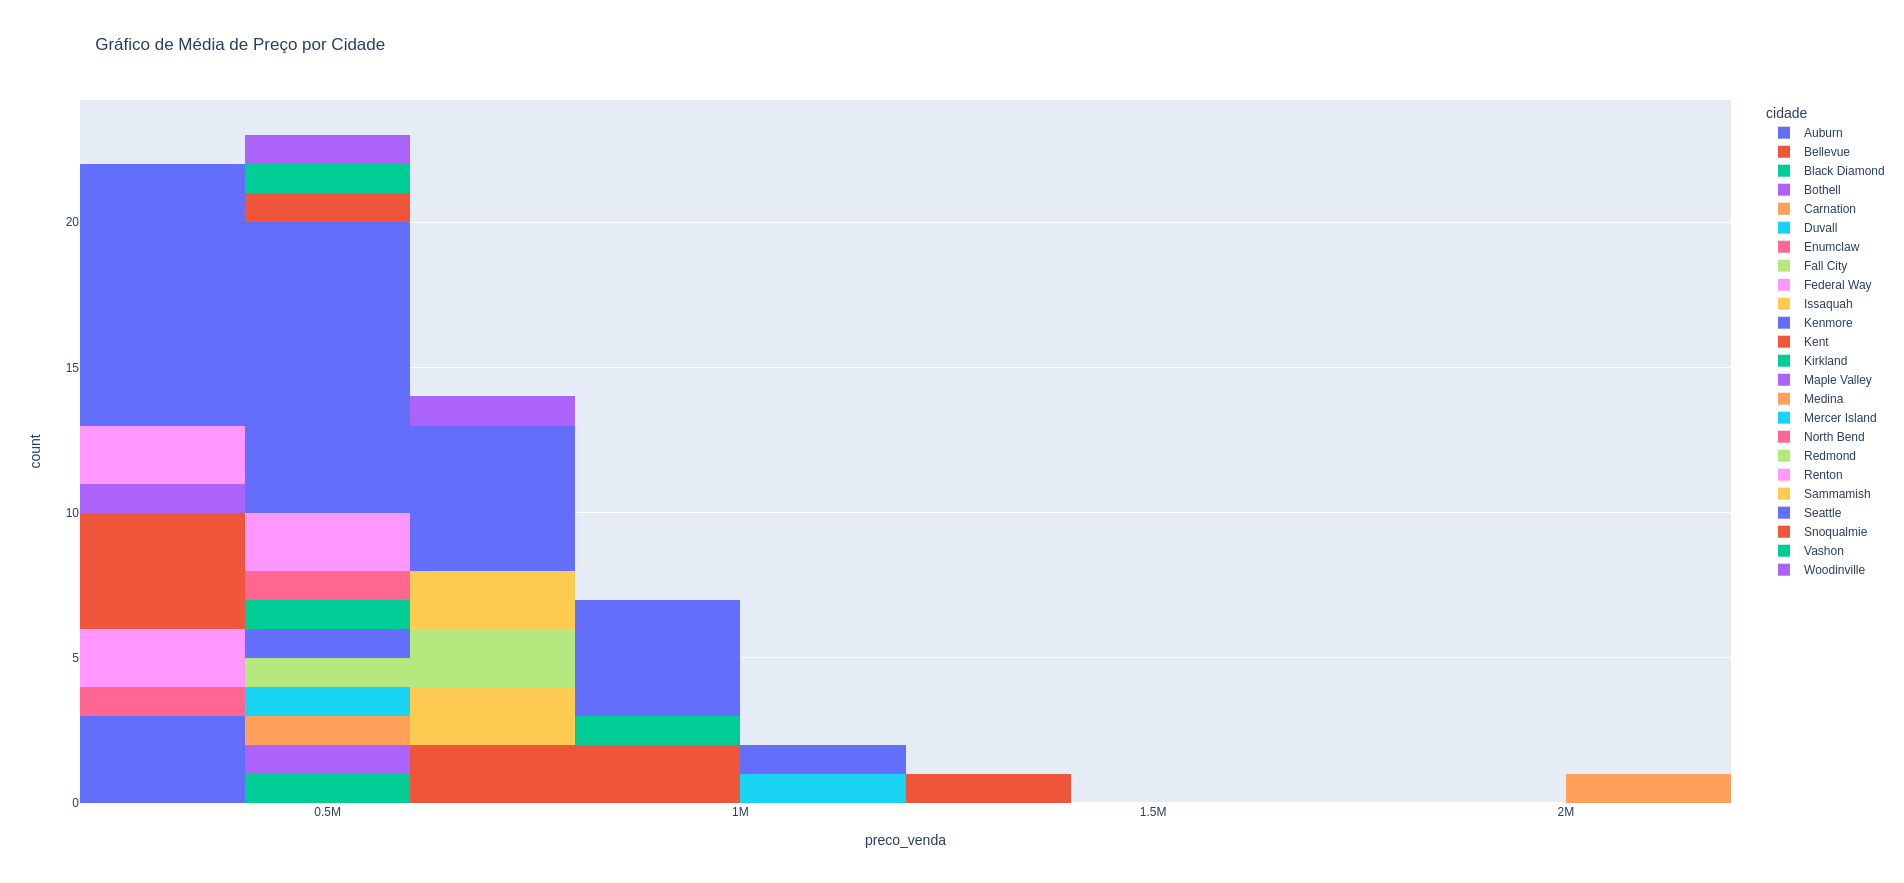 Gráfico de Média de Preço por Cidade
cidade
Auburn
Bellevue
Black Diamond
Bothell
Carnation
Duvall
Enumclaw
Fall City
Federal Way
Issaquah
Kenmore
Kent
Kirkland
Maple Valley
Medina
Mercer Island
North Bend
Redmond
Renton
Sammamish
Seattle
Snoqualmie
Vashon
Woodinville
count
20
15
10
5
0
0.5M
1M
1.5M
2M
preco_venda